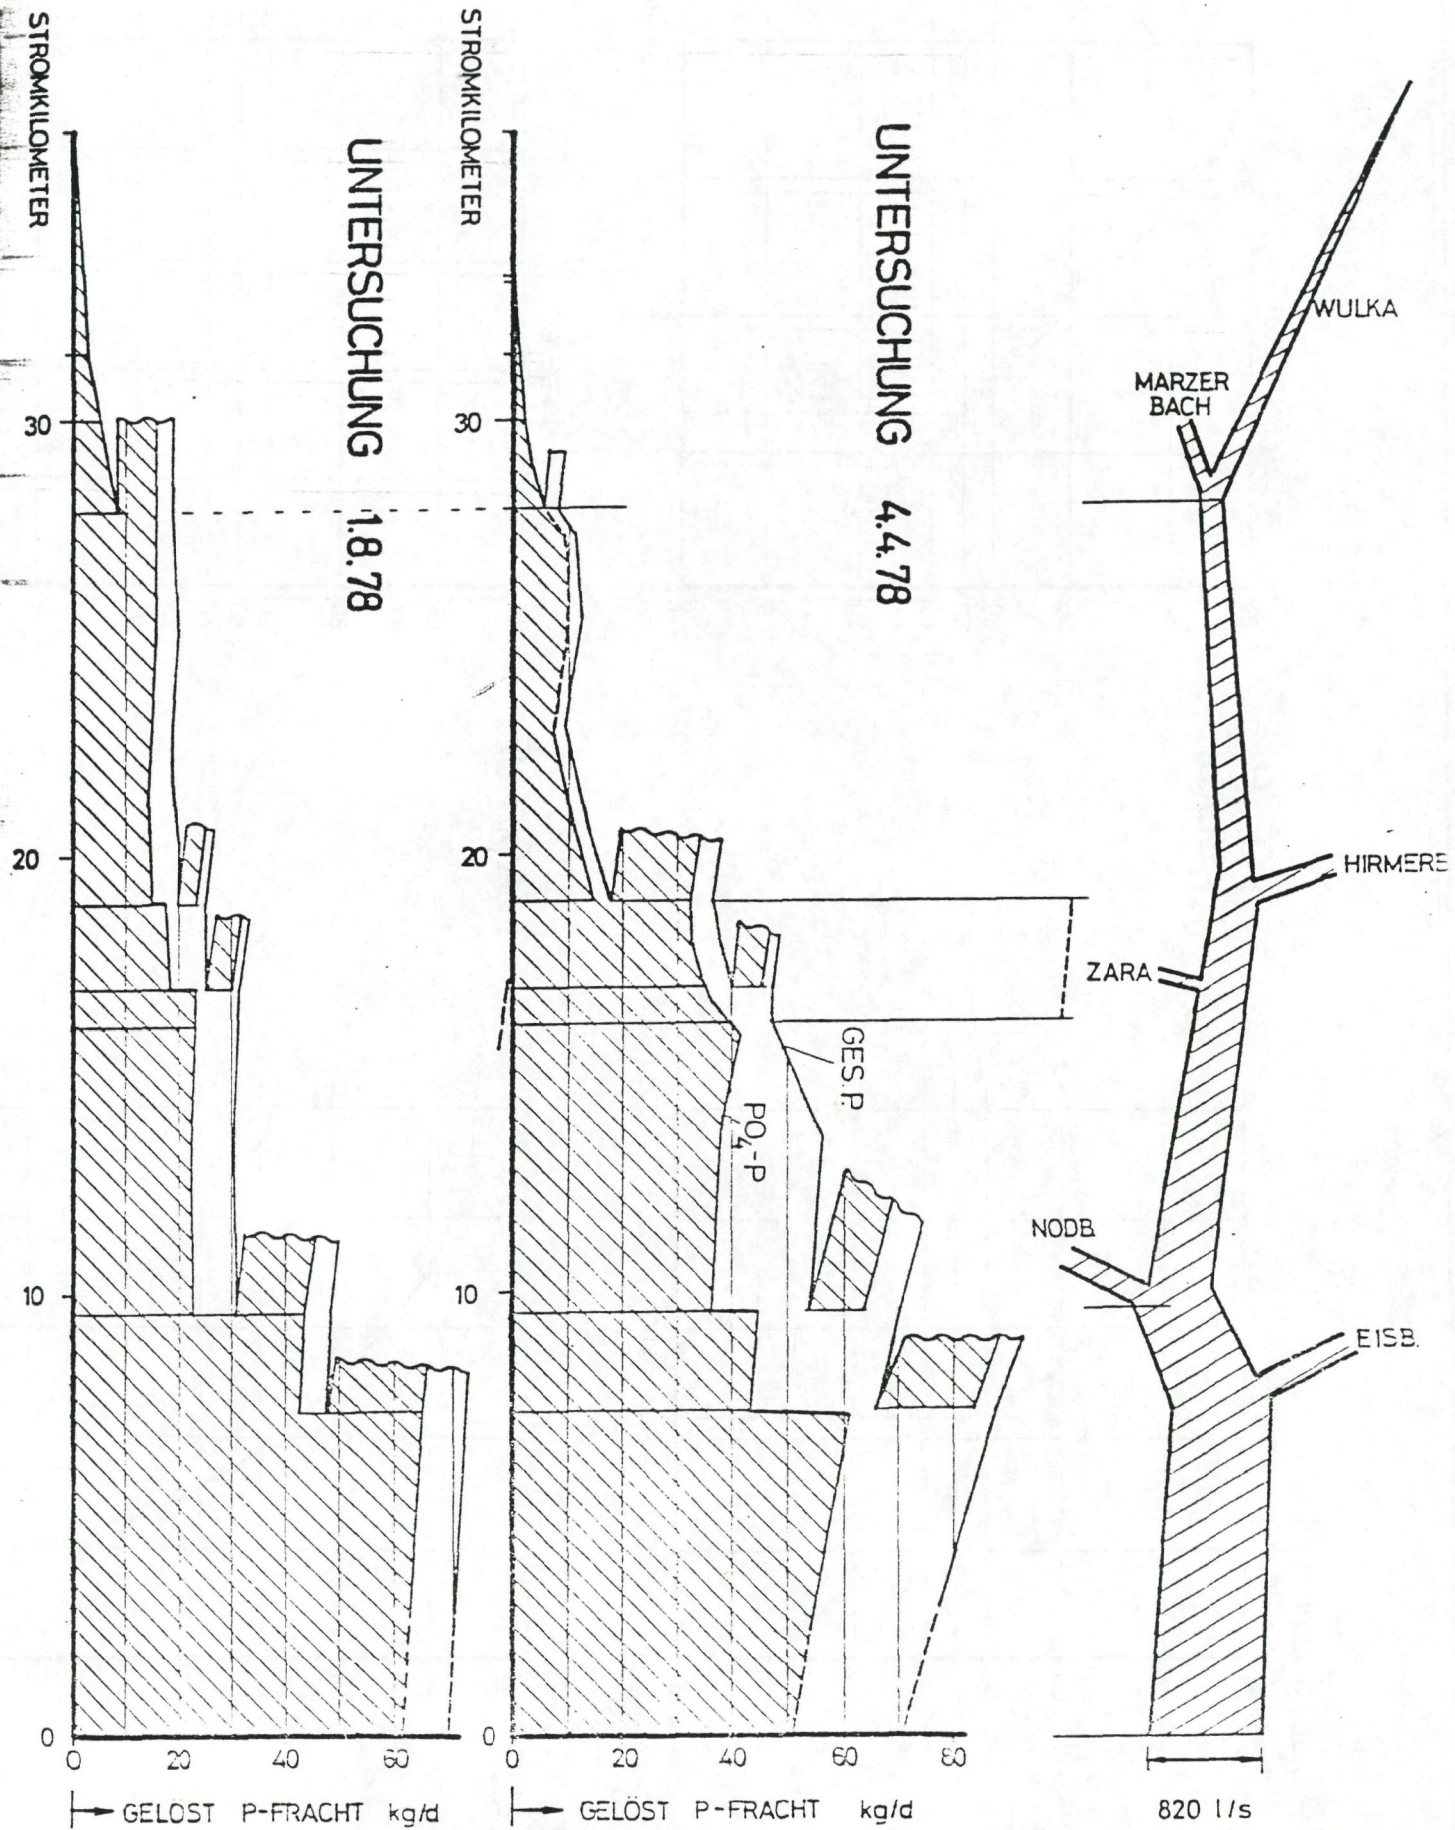 STROMKILOMETER
UNTERSUCHUNG 1.8.78
30
20
10
0
0 20 40 60
GELÖST P-FRACHT kg/d
STROMKILOMETER
UNTERSUCHUNG 4.4.78
30
20
10
0
GES. P.
PO₄-P
0 20 40 60 80
GELÖST P-FRACHT kg/d
WULKA
MARZER
BACH
HIRMERB
ZARA
NODB.
EISB.
820 l/s